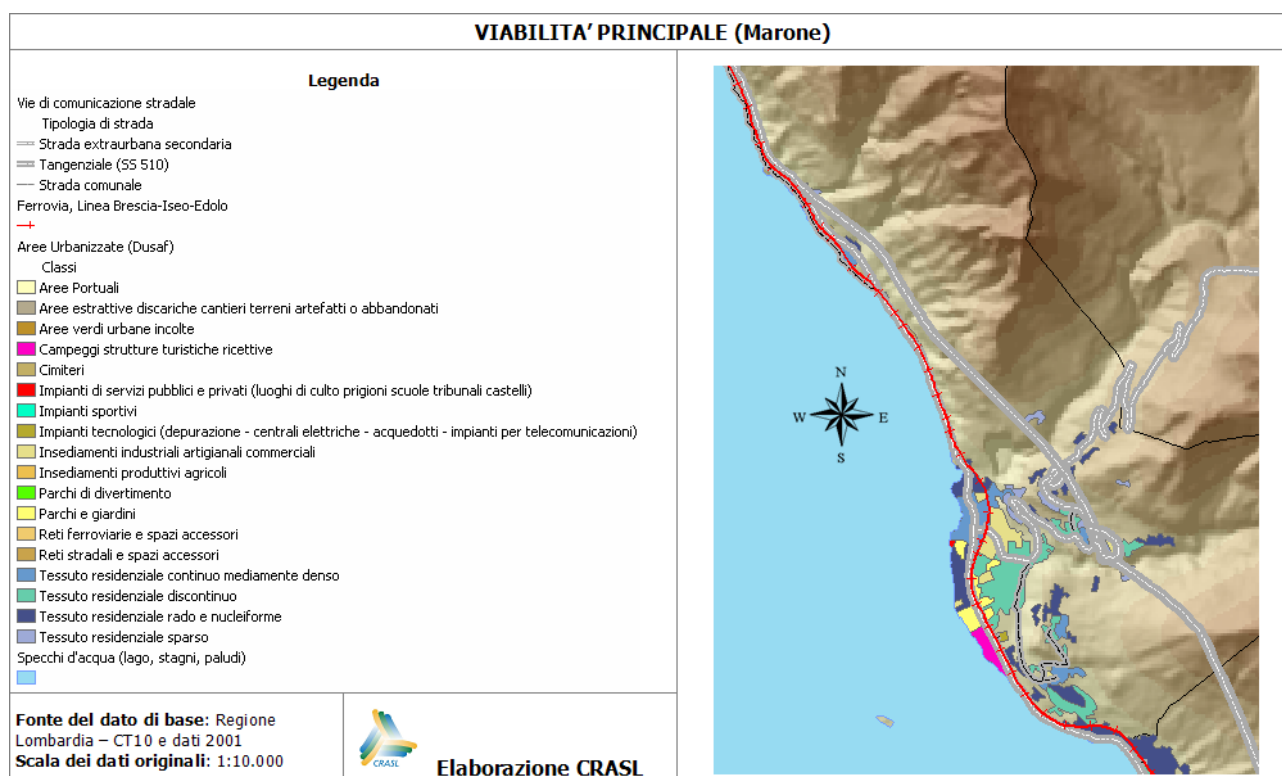 VIABILITA' PRINCIPALE (Marone)
Legenda
Vie di comunicazione stradale
Tipologia di strada
Strada extraurbana secondaria
Tangenziale (SS 510)
Strada comunale
Ferrovia, Linea Brescia-Iseo-Edolo
Aree Urbanizzate (Dusaf)
Classi
Aree Portuali
Aree estrattive discariche cantieri terreni artefatti o abbandonati
Aree verdi urbane incolte
Campeggi strutture turistiche ricettive
Cimiteri
Impianti di servizi pubblici e privati (luoghi di culto prigioni scuole tribunali castelli)
Impianti sportivi
Impianti tecnologici (depurazione - centrali elettriche - acquedotti - impianti per telecomunicazioni)
Insediamenti industriali artigianali commerciali
Insediamenti produttivi agricoli
Parchi di divertimento
Parchi e giardini
Reti ferroviarie e spazi accessori
Reti stradali e spazi accessori
Tessuto residenziale continuo mediamente denso
Tessuto residenziale discontinuo
Tessuto residenziale rado e nucleiforme
Tessuto residenziale sparso
Specchi d'acqua (lago, stagni, paludi)
Fonte del dato di base: Regione
Lombardia – CT10 e dati 2001
Scala dei dati originali: 1:10.000
CRASL
Elaborazione CRASL
N
W E
S